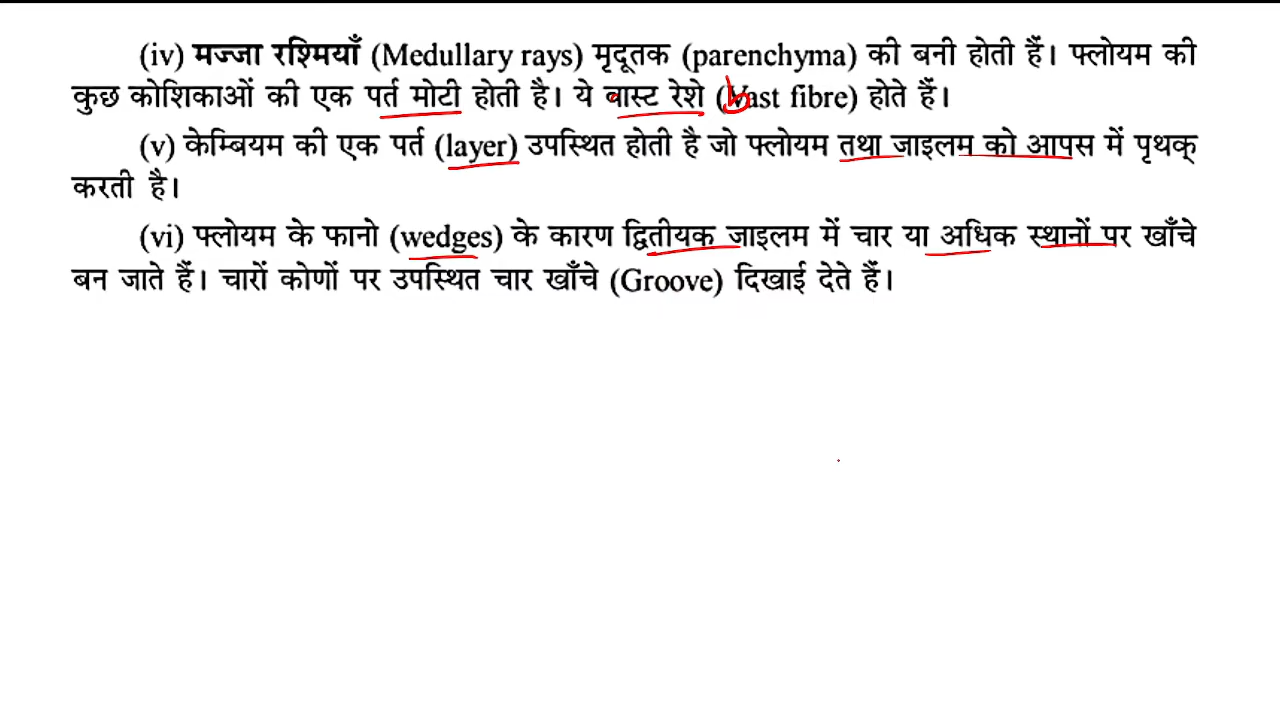 (iv) मज्जा रश्मियाँ (Medullary rays) मृदूतक (parenchyma) की बनी होती हैं। फ्लोयम की
कुछ कोशिकाओं की एक पर्त मोटी होती है। ये बास्ट रेशे (bast fibre) होते हैं।
(v) केम्बियम की एक पर्त (layer) उपस्थित होती है जो फ्लोयम तथा जाइलम को आपस में पृथक्
करती है।
(vi) फ्लोयम के फानो (wedges) के कारण द्वितीयक जाइलम में चार या अधिक स्थानों पर खाँचे
बन जाते हैं। चारों कोणों पर उपस्थित चार खाँचे (Groove) दिखाई देते हैं।